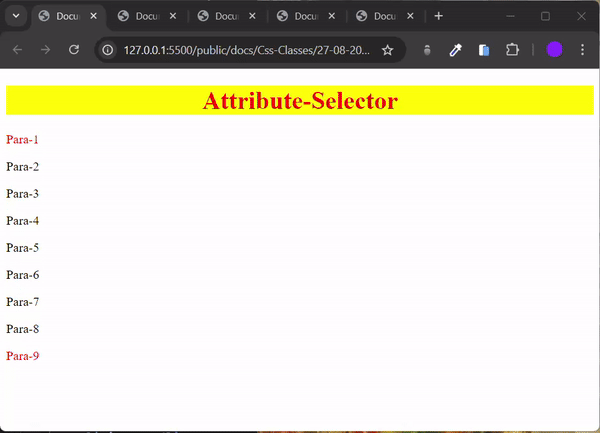 Docu Docu Docu Docu Docu
127.0.0.1:5500/public/docs/Css-Classes/27-08-20...
Attribute-Selector
Para-1
Para-2
Para-3
Para-4
Para-5
Para-6
Para-7
Para-8
Para-9